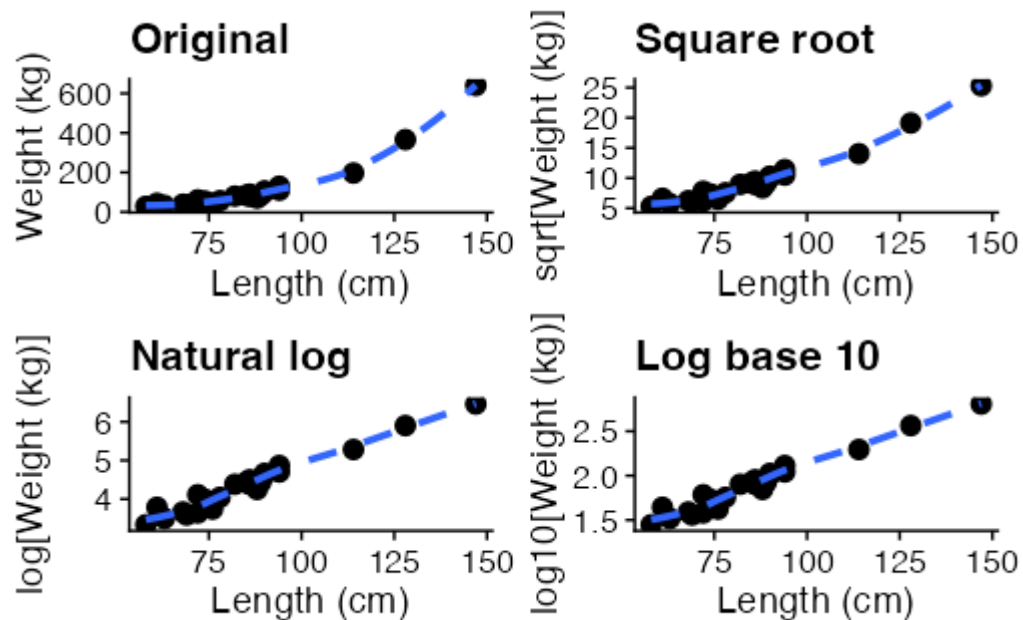 Original
Weight (kg)
600
400
200
0
75 100 125 150
Length (cm)
Square root
sqrt[Weight (kg)]
25
20
15
10
5
75 100 125 150
Length (cm)
Natural log
log[Weight (kg)]
6
5
4
75 100 125 150
Length (cm)
Log base 10
log10[Weight (kg)]
2.5
2.0
1.5
75 100 125 150
Length (cm)